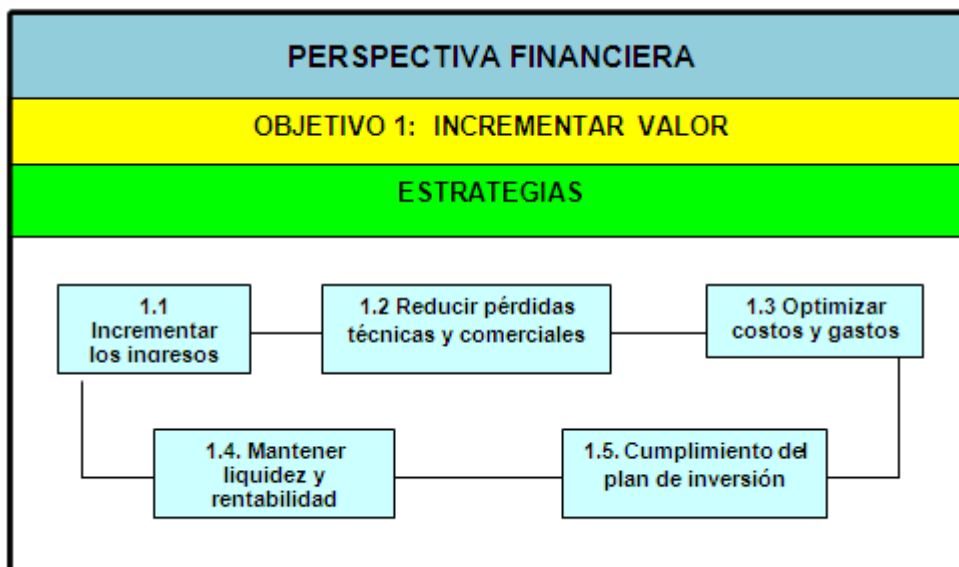 PERSPECTIVA FINANCIERA
OBJETIVO 1: INCREMENTAR VALOR
ESTRATEGIAS
1.1
Incrementar
los ingresos
1.2 Reducir pérdidas
técnicas y comerciales
1.3 Optimizar
costos y gastos
1.4. Mantener
liquidez y
rentabilidad
1.5. Cumplimiento del
plan de inversión